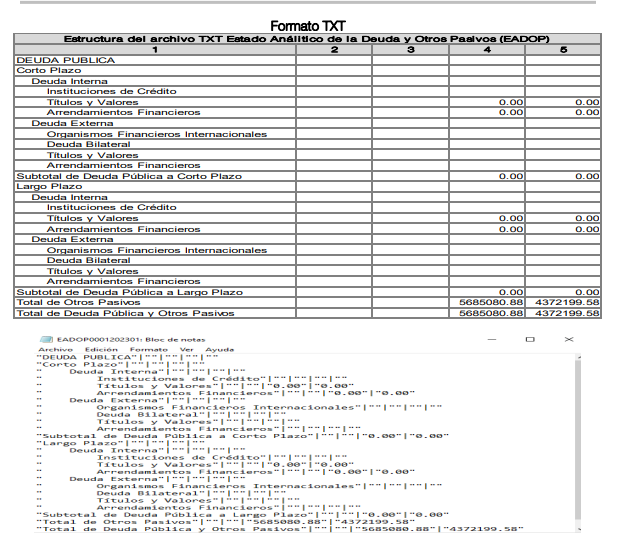 Formato TXT
Estructura del archivo TXT Estado Análitico de la Deuda y Otros Pasivos (EADOP)
1 2 3 4 5
DEUDA PUBLICA
Corto Plazo
Deuda Interna
Instituciones de Crédito
Títulos y Valores 0.00 0.00
Arrendamientos Financieros 0.00 0.00
Deuda Externa
Organismos Financieros Internacionales
Deuda Bilateral
Títulos y Valores
Arrendamientos Financieros
Subtotal de Deuda Pública a Corto Plazo 0.00 0.00
Largo Plazo
Deuda Interna
Instituciones de Crédito
Títulos y Valores 0.00 0.00
Arrendamientos Financieros 0.00 0.00
Deuda Externa
Organismos Financieros Internacionales
Deuda Bilateral
Títulos y Valores
Arrendamientos Financieros
Subtotal de Deuda Pública a Largo Plazo 0.00 0.00
Total de Otros Pasivos 5685080.88 4372199.58
Total de Deuda Pública y Otros Pasivos 5685080.88 4372199.58
EADOP0001202301: Bloc de notas
Archivo Edición Formato Ver Ayuda
"DEUDA PUBLICA"|""|""|""|""
"Corto Plazo"|""|""|""|""
" Deuda Interna"|""|""|""|""
" Instituciones de Crédito"|""|""|""|""
" Títulos y Valores"|""|""|"0.00"|"0.00"
" Arrendamientos Financieros"|""|""|"0.00"|"0.00"
" Deuda Externa"|""|""|""|""
" Organismos Financieros Internacionales"|""|""|""|""
" Deuda Bilateral"|""|""|""|""
" Títulos y Valores"|""|""|""|""
" Arrendamientos Financieros"|""|""|""|""
"Subtotal de Deuda Pública a Corto Plazo"|""|""|"0.00"|"0.00"
"Largo Plazo"|""|""|""|""
" Deuda Interna"|""|""|""|""
" Instituciones de Crédito"|""|""|""|""
" Títulos y Valores"|""|""|"0.00"|"0.00"
" Arrendamientos Financieros"|""|""|"0.00"|"0.00"
" Deuda Externa"|""|""|""|""
" Organismos Financieros Internacionales"|""|""|""|""
" Deuda Bilateral"|""|""|""|""
" Títulos y Valores"|""|""|""|""
" Arrendamientos Financieros"|""|""|""|""
"Subtotal de Deuda Pública a Largo Plazo"|""|""|"0.00"|"0.00"
"Total de Otros Pasivos"|""|""|"5685080.88"|"4372199.58"
"Total de Deuda Pública y Otros Pasivos"|""|""|"5685080.88"|"4372199.58"